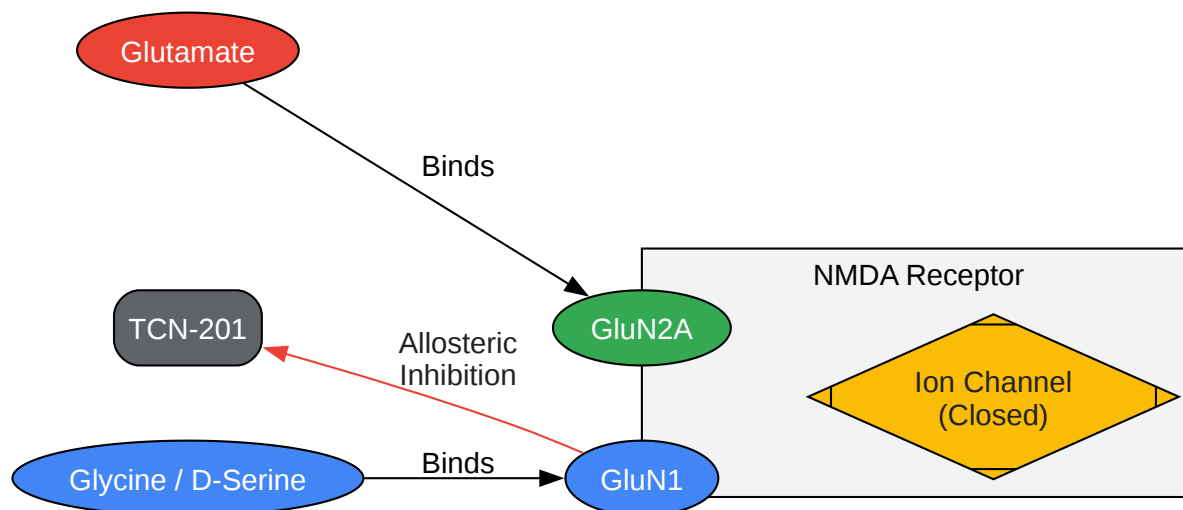 Glutamate
Binds
NMDA Receptor
TCN-201
GluN2A
Allosteric
Inhibition
Ion Channel
(Closed)
Glycine / D-Serine
Binds
GluN1